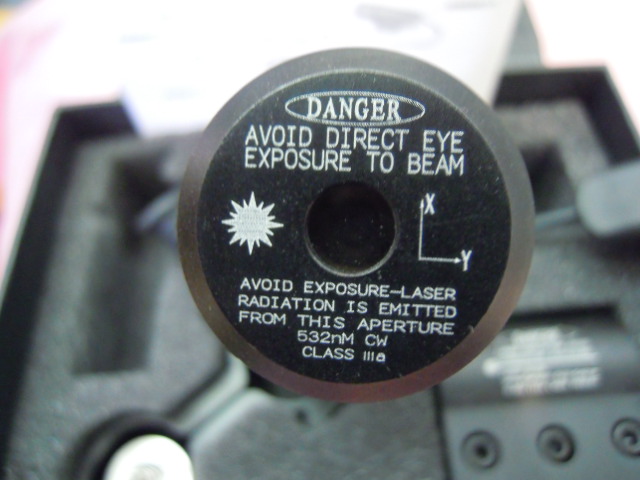 DANGER
AVOID DIRECT EYE
EXPOSURE TO BEAM
X
Y
AVOID EXPOSURE-LASER
RADIATION IS EMITTED
FROM THIS APERTURE
532nM CW
CLASS IIIa